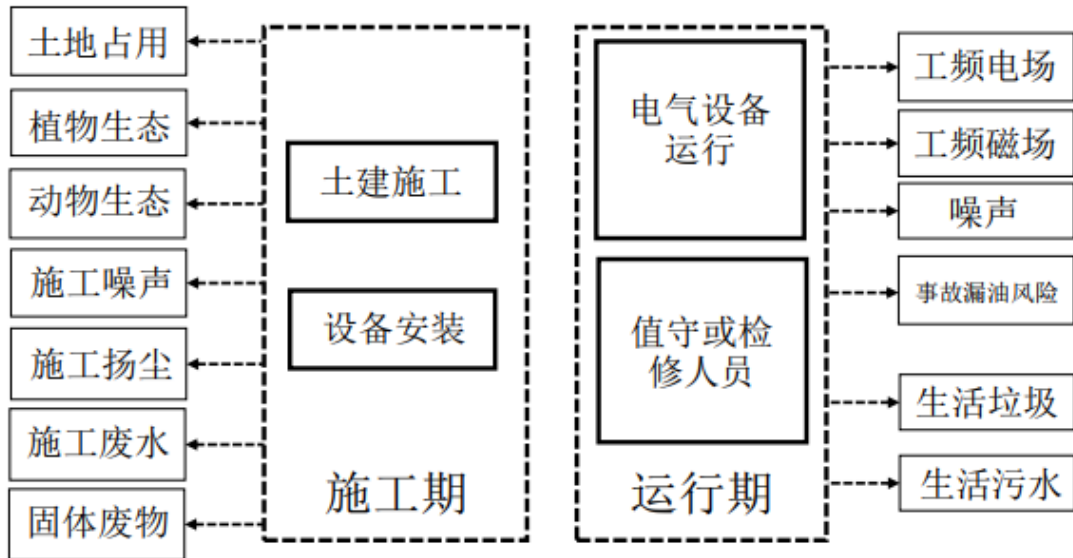 土地占用
植物生态
动物生态
施工噪声
施工扬尘
施工废水
固体废物
土建施工
设备安装
施工期
电气设备
运行
值守或检
修人员
运行期
工频电场
工频磁场
噪声
事故漏油风险
生活垃圾
生活污水